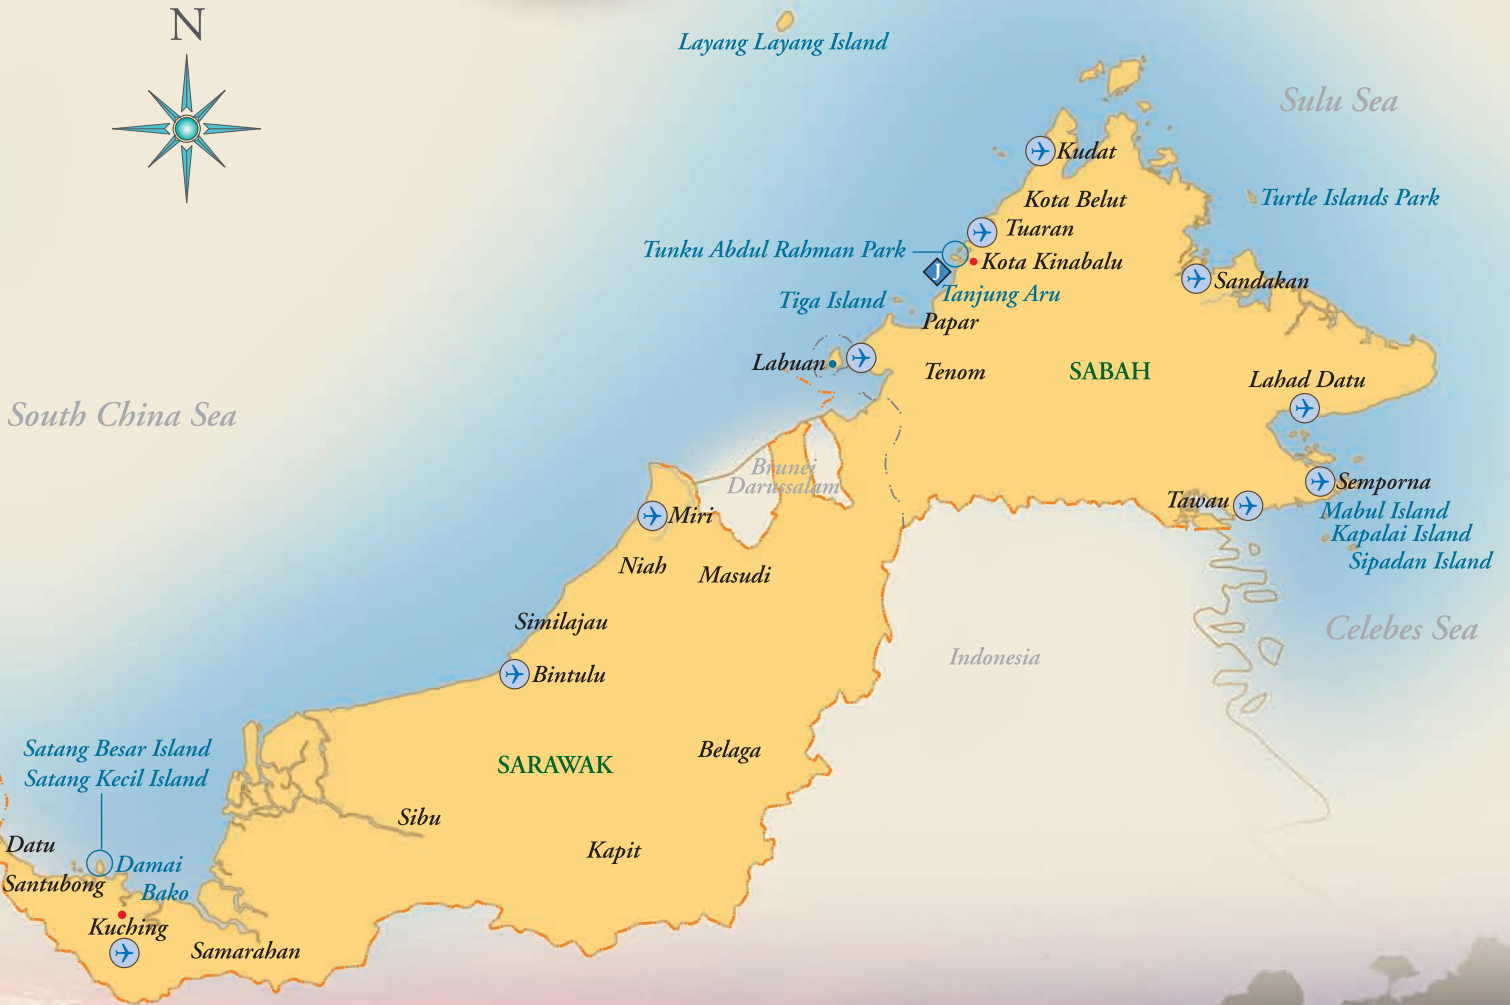 N
Layang Layang Island
Sulu Sea
Kudat
Kota Belut
Turtle Islands Park
Tuaran
Tunku Abdul Rahman Park
Kota Kinabalu
J
Sandakan
Tanjung Aru
Tiga Island
Papar
Labuan
Tenom
SABAH
Lahad Datu
South China Sea
Brunei
Darussalam
Semporna
Tawau
Mabul Island
Kapalai Island
Sipadan Island
Miri
Niah
Masudi
Similajau
Celebes Sea
Indonesia
Bintulu
Satang Besar Island
Satang Kecil Island
Belaga
SARAWAK
Sibu
Datu
Kapit
Damai
Santubong
Bako
Kuching
Samarahan